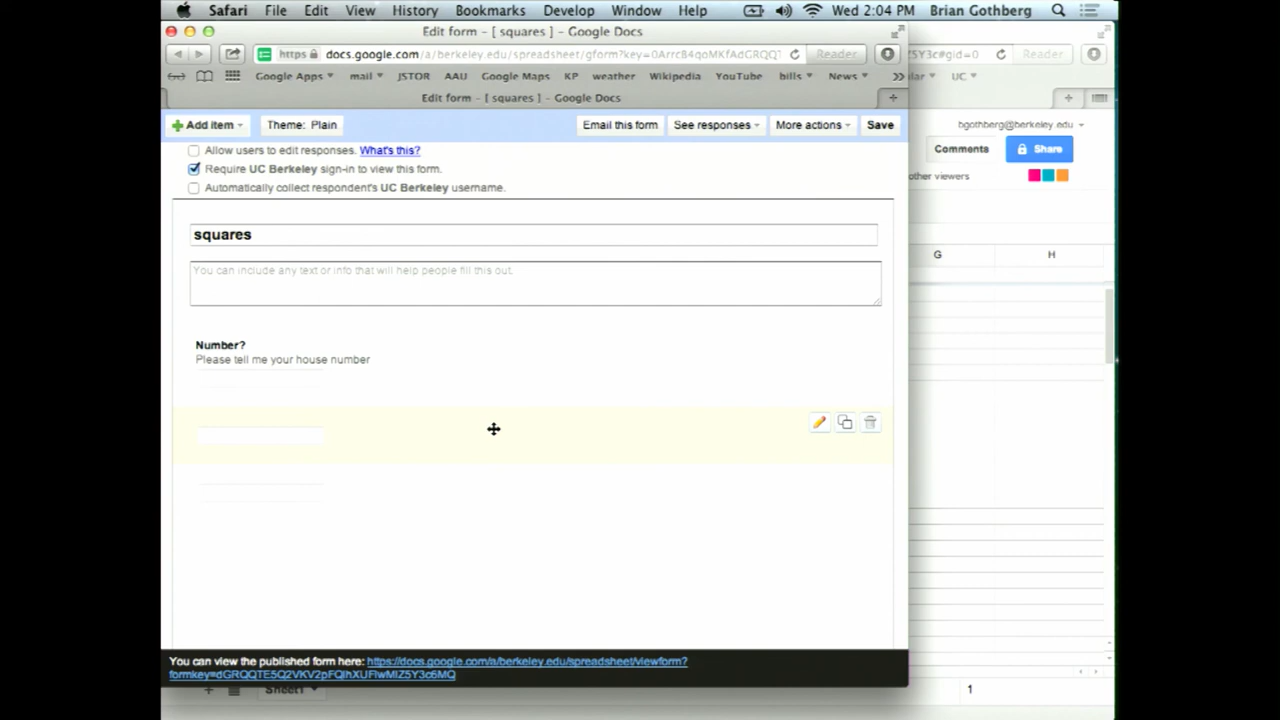 Safari File Edit View History Bookmarks Develop Window Help Wed 2:04 PM Brian Gothberg
Edit form - [ squares ] - Google Docs
https docs.google.com/a/berkeley.edu/spreadsheet/gform? Reader Reader
Google Apps mail JSTOR AAU Google Maps KP weather Wikipedia YouTube bills News UC
Edit form - [ squares ] - Google Docs
Add item Theme: Plain Email this form See responses More actions Save bgothberg@berkeley.edu
Allow users to edit responses. What's this? Comments Share
Require UC Berkeley sign-in to view this form. other viewers
Automatically collect respondent's UC Berkeley username.
squares
You can include any text or info that will help people fill this out.
G H
Number?
Please tell me your house number
You can view the published form here: https://docs.google.com/a/berkeley.edu/spreadsheet/viewform?
Sheet1 1